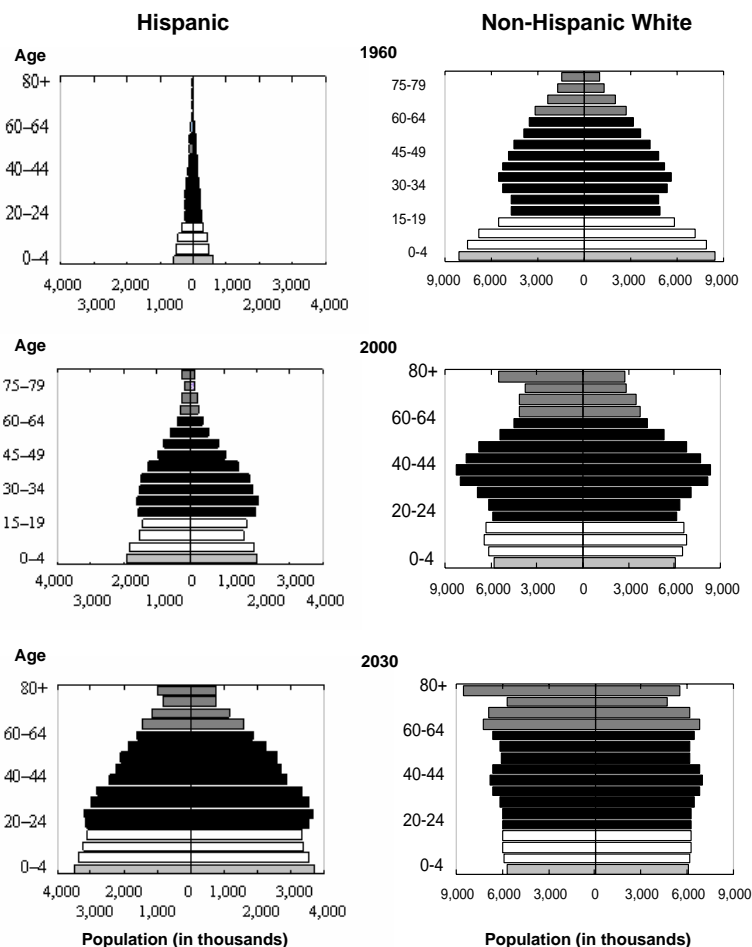 Hispanic Non-Hispanic White
Age 1960
80+
60–64
40–44
20–24
0–4
4,000 2,000 0 1,000 3,000
3,000 1,000 2,000 4,000
75-79
60-64
45-49
30-34
15-19
0-4
9,000 6,000 3,000 0 3,000 6,000 9,000
Age 2000
75–79
60–64
45–49
30–34
15–19
0–4
4,000 2,000 0 1,000 3,000
3,000 1,000 2,000 4,000
80+
60-64
40-44
20-24
0-4
9,000 6,000 3,000 0 3,000 6,000 9,000
Age 2030
80+
60–64
40–44
20–24
0–4
4,000 2,000 0 2,000 4,000
3,000 1,000 1,000 3,000
Population (in thousands)
80+
60-64
40-44
20-24
0-4
9,000 6,000 3,000 0 3,000 6,000 9,000
Population (in thousands)